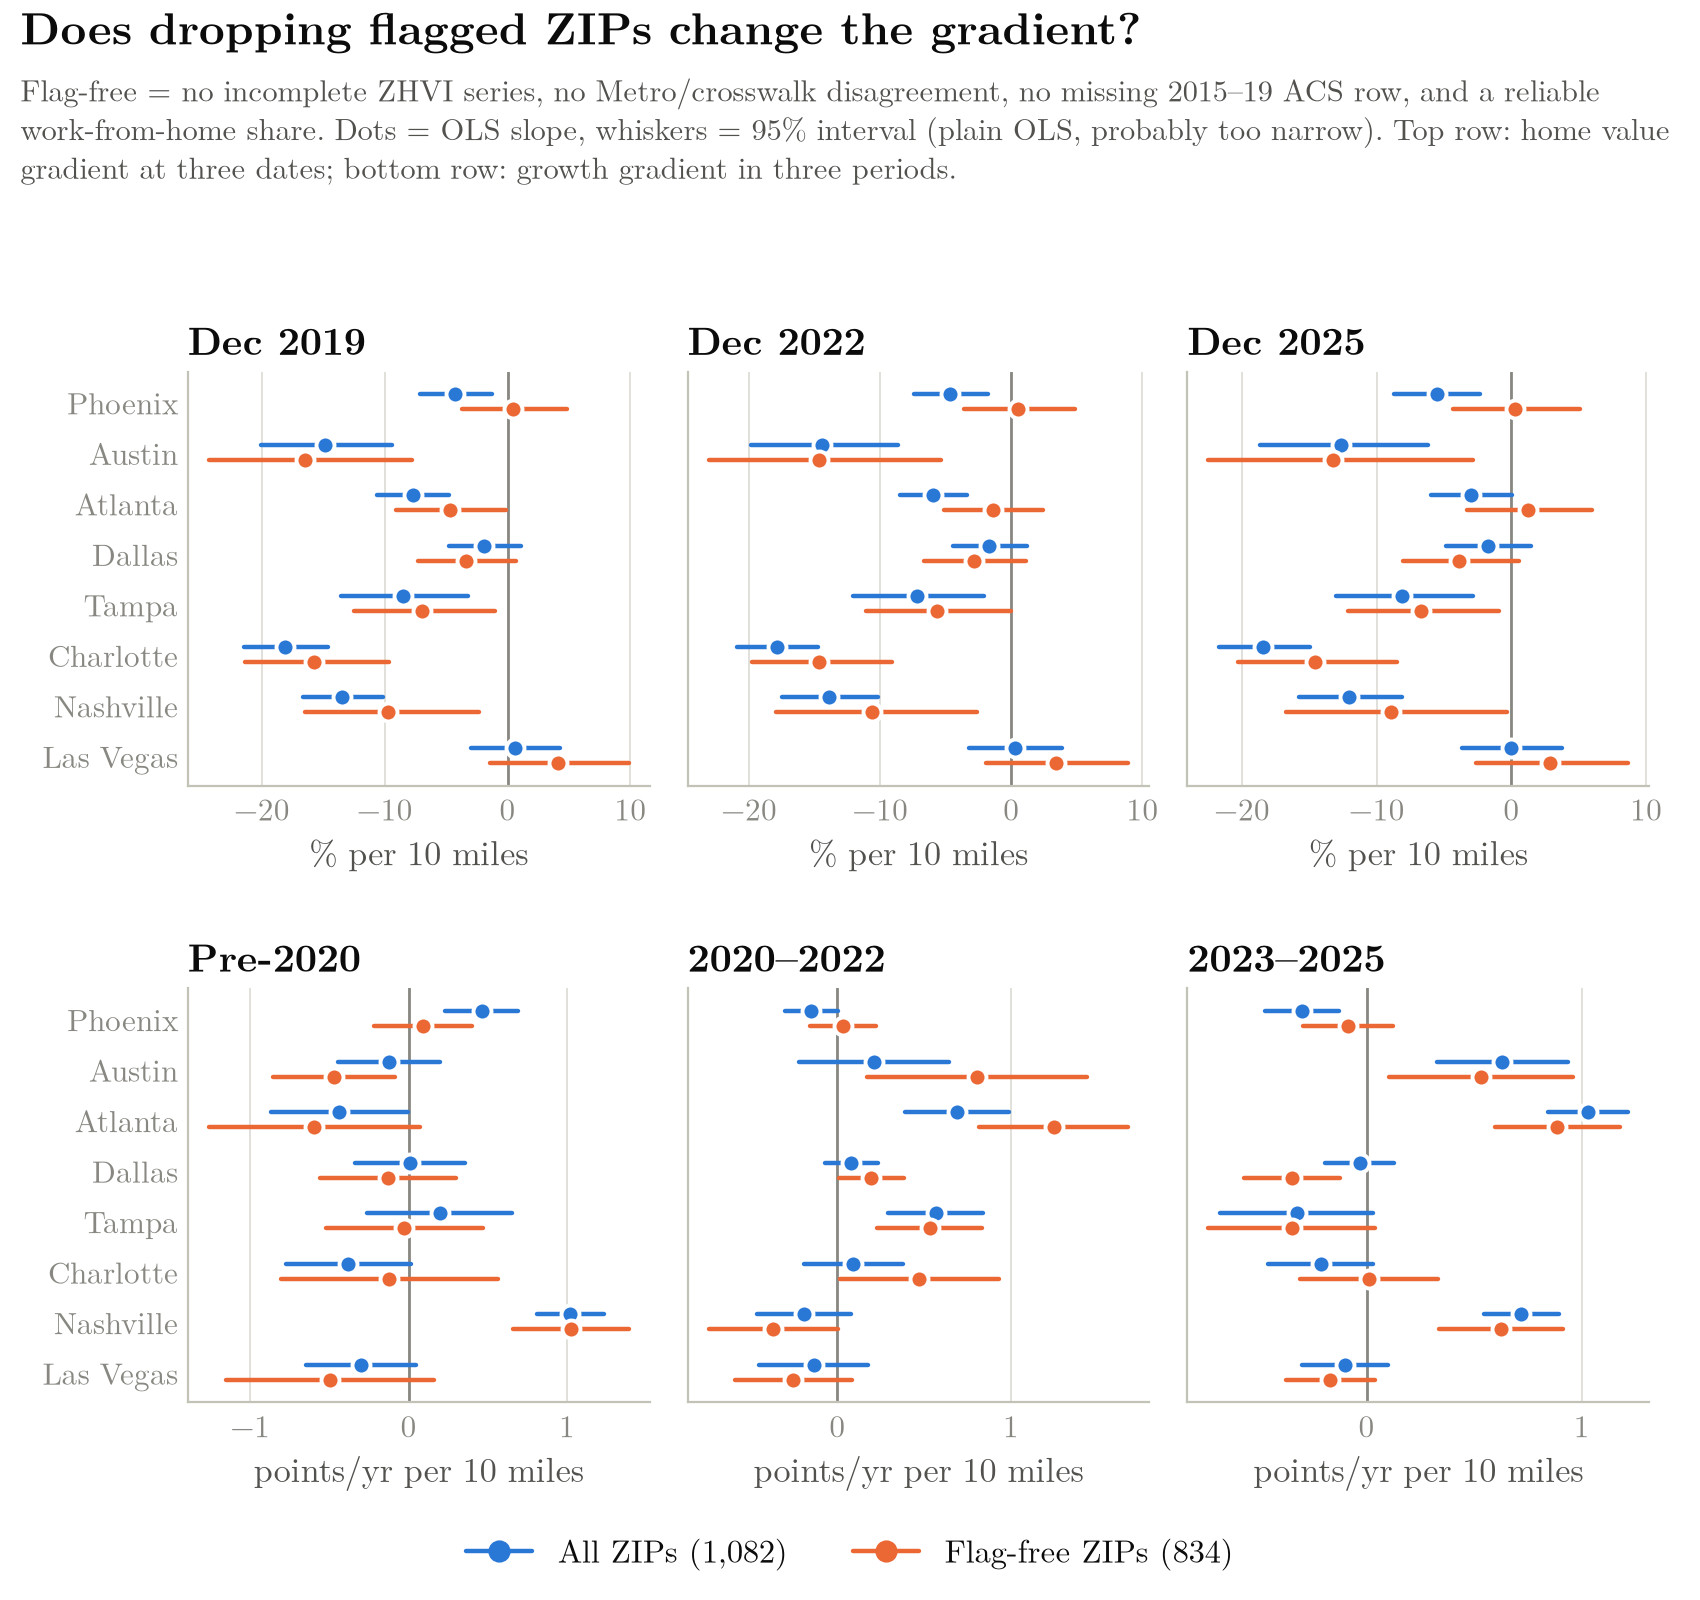 Does dropping flagged ZIPs change the gradient?
Flag-free = no incomplete ZHVI series, no Metro/crosswalk disagreement, no missing 2015–19 ACS row, and a reliable
work-from-home share. Dots = OLS slope, whiskers = 95% interval (plain OLS, probably too narrow). Top row: home value
gradient at three dates; bottom row: growth gradient in three periods.
Dec 2019
Dec 2022
Dec 2025
Phoenix
Austin
Atlanta
Dallas
Tampa
Charlotte
Nashville
Las Vegas
−20 −10 0 10
−20 −10 0 10
−20 −10 0 10
% per 10 miles
% per 10 miles
% per 10 miles
Pre-2020
2020–2022
2023–2025
Phoenix
Austin
Atlanta
Dallas
Tampa
Charlotte
Nashville
Las Vegas
−1 0 1
0 1
0 1
points/yr per 10 miles
points/yr per 10 miles
points/yr per 10 miles
All ZIPs (1,082)
Flag-free ZIPs (834)